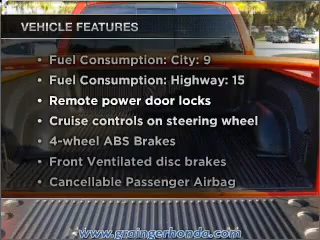 VEHICLE FEATURES
• Fuel Consumption: City: 9
• Fuel Consumption: Highway: 15
• Remote power door locks
• Cruise controls on steering wheel
• 4-wheel ABS Brakes
• Front Ventilated disc brakes
• Cancellable Passenger Airbag
www.graingerhonda.com